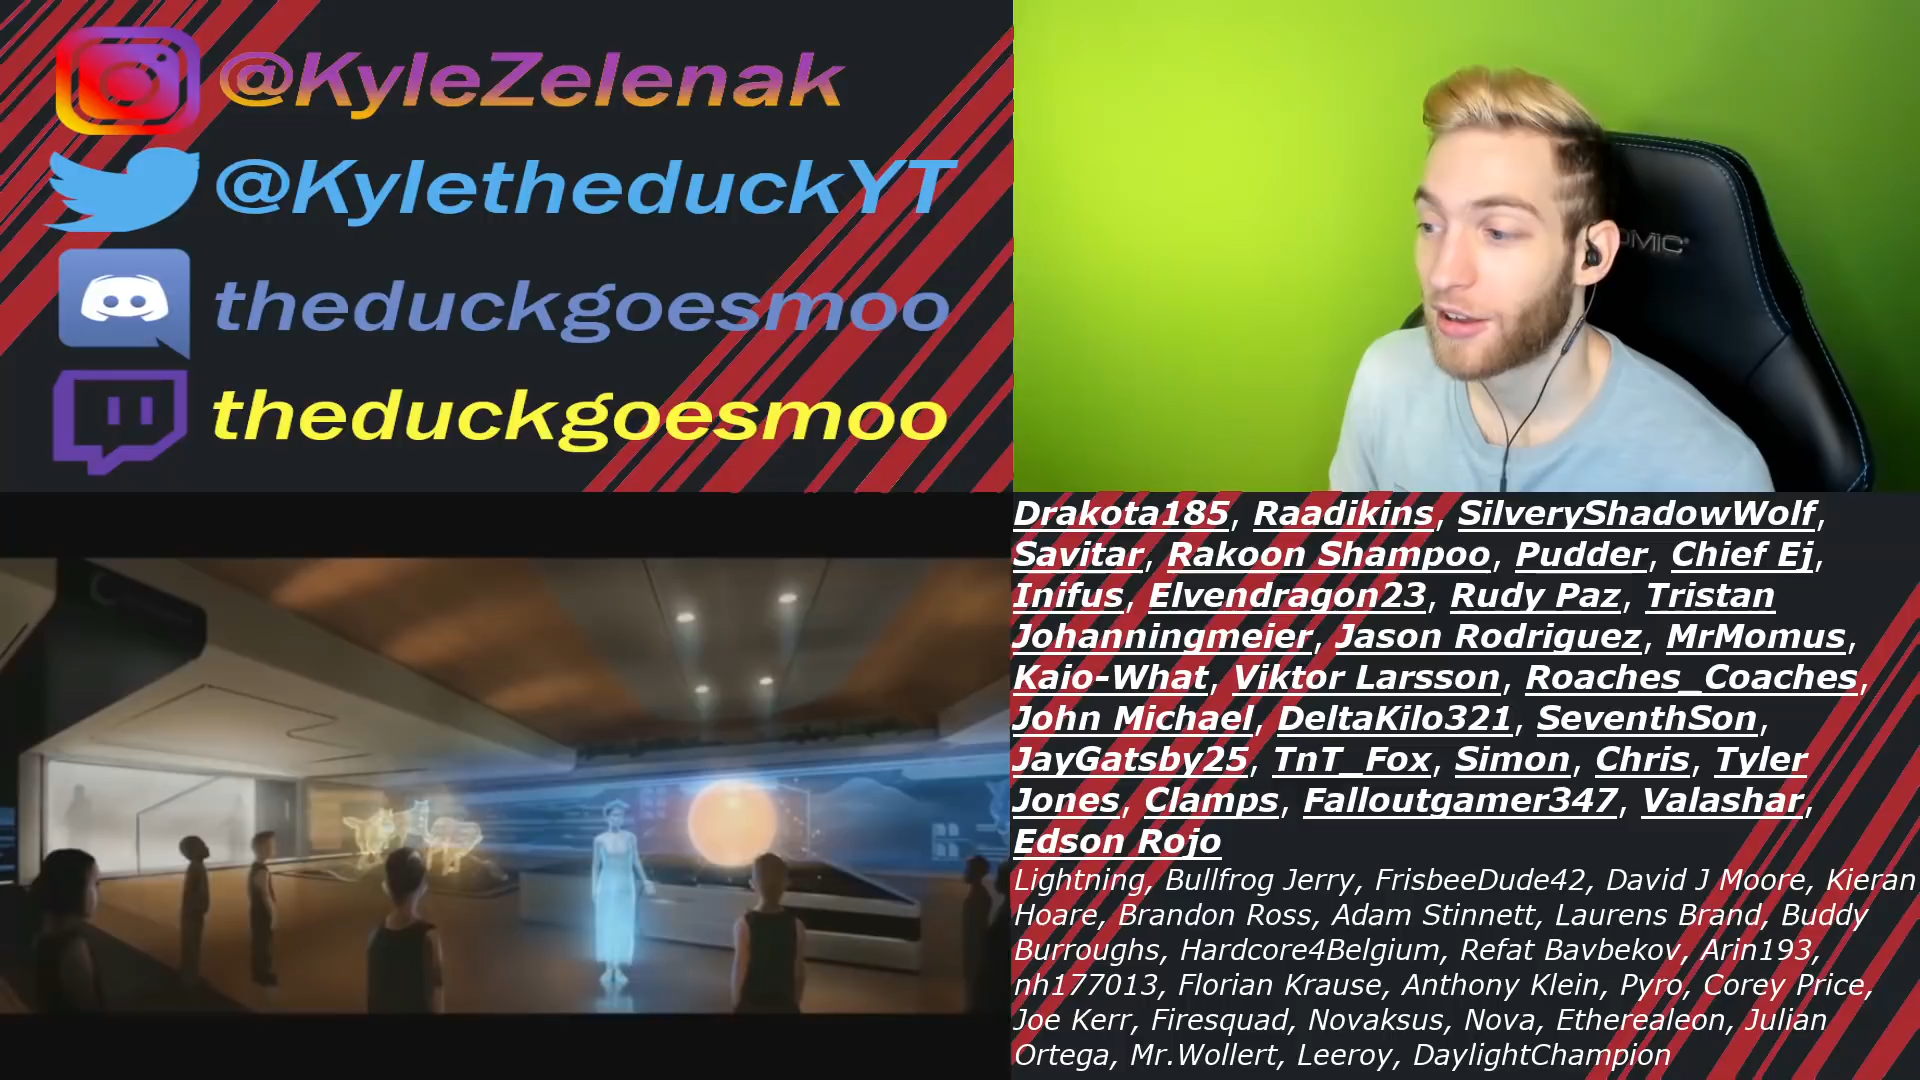 @KyleZelenak
@KyletheduckYT
theduckgoesmoo
theduckgoesmoo
Drakota185, Raadikins, SilveryShadowWolf,
Savitar, Rakoon Shampoo, Pudder, Chief Ej,
Inifus, Elvendragon23, Rudy Paz, Tristan
Johanningmeier, Jason Rodriguez, MrMomus,
Kaio-What, Viktor Larsson, Roaches_Coaches,
John Michael, DeltaKilo321, SeventhSon,
JayGatsby25, TnT_Fox, Simon, Chris, Tyler
Jones, Clamps, Falloutgamer347, Valashar,
Edson Rojo
Lightning, Bullfrog Jerry, FrisbeeDude42, David J Moore, Kieran
Hoare, Brandon Ross, Adam Stinnett, Laurens Brand, Buddy
Burroughs, Hardcore4Belgium, Refat Bavbekov, Arin193,
nh177013, Florian Krause, Anthony Klein, Pyro, Corey Price,
Joe Kerr, Firesquad, Novaksus, Nova, Etherealeon, Julian
Ortega, Mr.Wollert, Leeroy, DaylightChampion